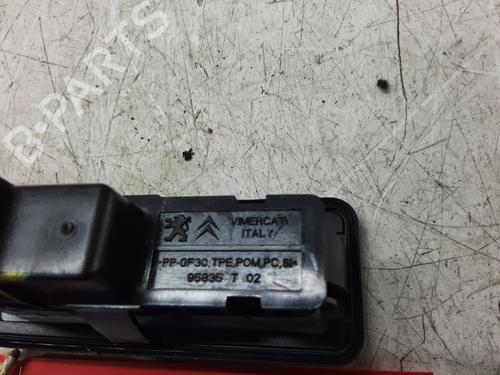 B-PARTS
VIMERCATI
ITALY
>PP-GF30,TPE,POM,PC,SI<
95835 T 02